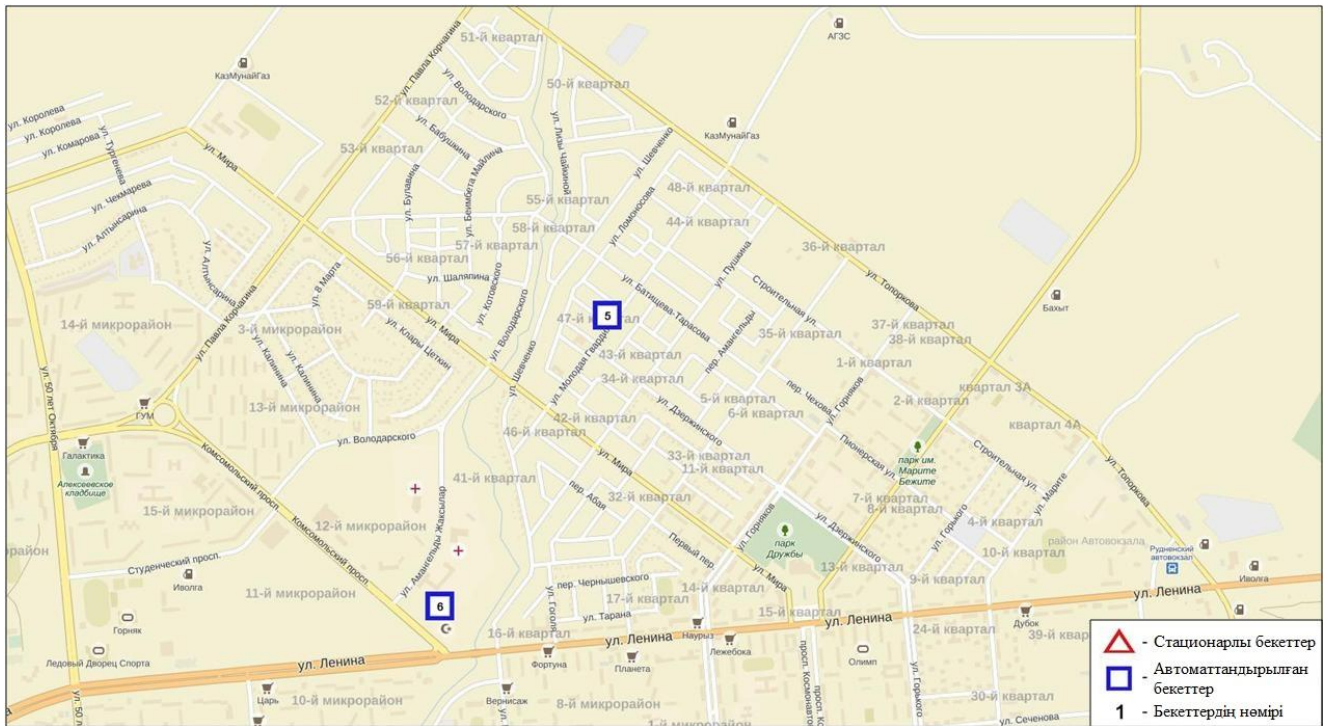 51-й квартал
АГЗС
КазМунайГаз
ул. Павла Корчагина
ул. Володарского
50-й квартал
52-й квартал
ул. Королева
ул. Королева
ул. Комарова
ул. Тургенева
ул. Мира
ул. Бабушкина
53-й квартал
ул. Лизы Чайкиной
ул. Шевченко
КазМунайГаз
ул. Чекмарева
ул. Булавина
ул. Беимбета Майлина
ул. Ломоносова
48-й квартал
55-й квартал
44-й квартал
ул. Алтынсарина
58-й квартал
57-й квартал
36-й квартал
56-й квартал
ул. Алтынсарина
ул. 8 Марта
ул. Шаляпина
ул. Котовского
ул. Пушкина
ул. Топоркова
ул. Батищева-Тарасова
Строительная ул.
Бахыт
59-й квартал
ул. Володарского
5
47-й квартал
14-й микрорайон
3-й микрорайон
ул. Павла Корчагина
ул. Мира
ул. Клары Цеткин
35-й квартал
37-й квартал
38-й квартал
пер. Амангельды
ул. Калинина
ул. Калинина
43-й квартал
1-й квартал
ул. Молодая Гвардия
ул. Шевченко
34-й квартал
пер. Чехова
ул. Горняков
квартал 3А
ул. 50 лет Октября
ГУМ
13-й микрорайон
5-й квартал
2-й квартал
42-й квартал
ул. Дзержинского
6-й квартал
квартал 4А
46-й квартал
ул. Володарского
Пионерская ул.
Галактика
Комсомольский просп.
ул. Мира
33-й квартал
11-й квартал
парк им.
Марите
Бежите
Строительная ул.
ул. Топоркова
Алексеевское
кладбище
41-й квартал
пер. Абая
32-й квартал
7-й квартал
8-й квартал
ул. Марите
15-й микрорайон
12-й микрорайон
ул. Амангельды Жаксылар
ул. Горняков
парк
Дружбы
ул. Дзержинского
ул. Горького
4-й квартал
район Автовокзала
10-й квартал
Рудненский
автовокзал
Студенческий просп.
Комсомольский просп.
Первый пер.
ул. Мира
13-й квартал
Иволга
пер. Чернышевского
14-й квартал
9-й квартал
Иволга
11-й микрорайон
6
ул. Гоголя
17-й квартал
ул. Тарана
15-й квартал
ул. Ленина
Горняк
16-й квартал
Наурыз
24-й квартал
Дубок
39-й квартал
ул. Ленина
ул. Ленина
Лежебока
Ледовый Дворец Спорта
Фортуна
Планета
Олимп
Царь
10-й микрорайон
Вернисаж
8-й микрорайон
ул. Горького
30-й квартал
1-й микрорайон
ул. Сеченова
- Стационарлы бекеттер
- Автоматтандырылған
бекеттер
1 - Бекеттердің нөмірі